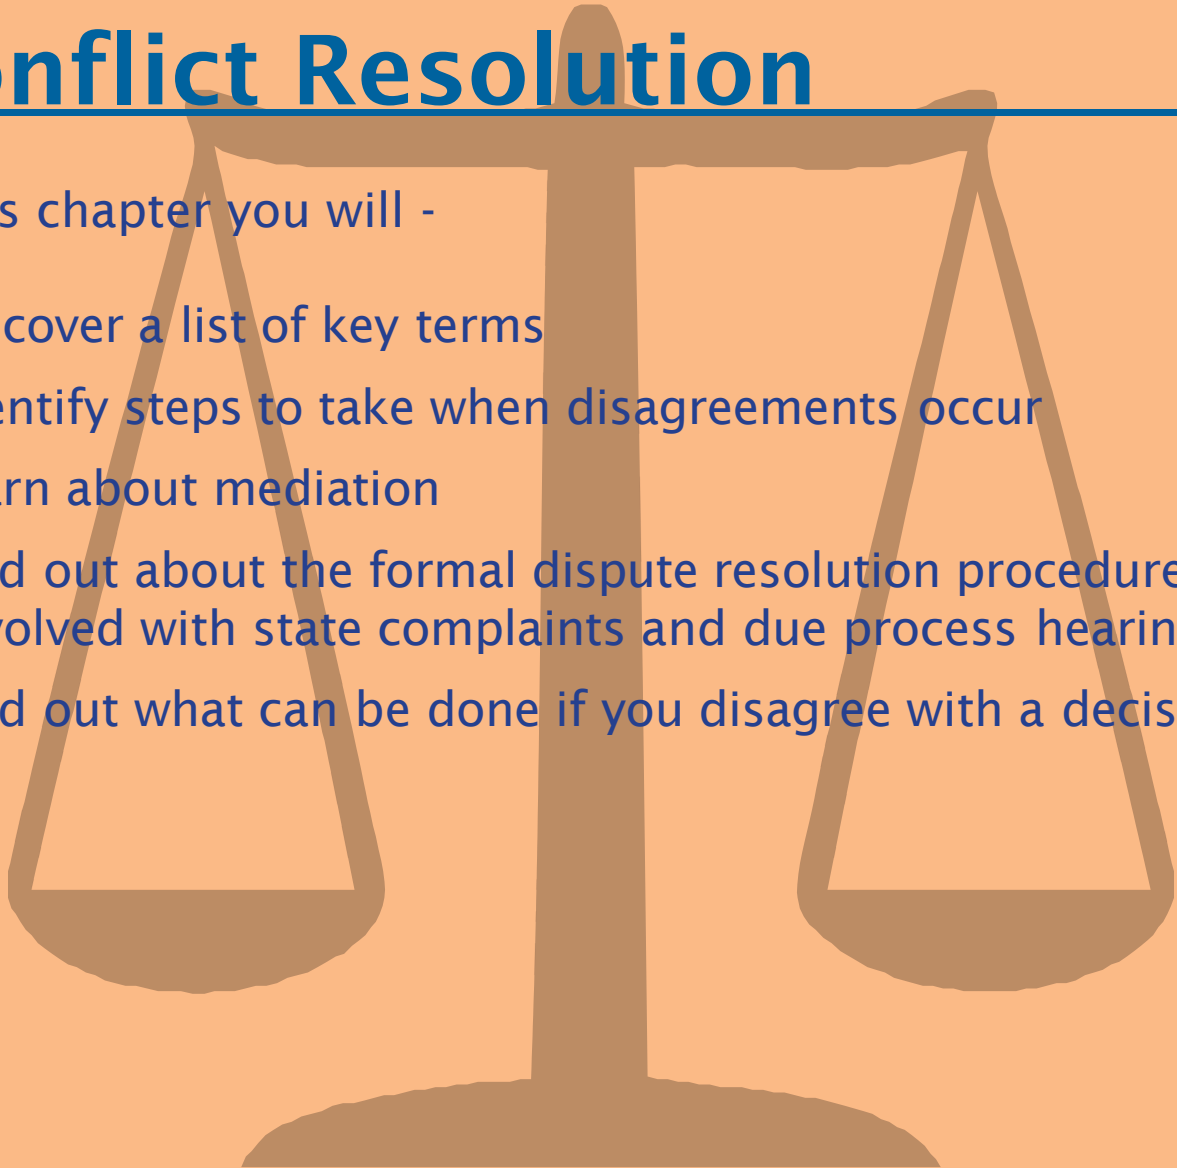 onflict Resolution
s chapter you will -
cover a list of key terms
entify steps to take when disagreements occur
arn about mediation
d out about the formal dispute resolution procedure
volved with state complaints and due process hearin
d out what can be done if you disagree with a decis